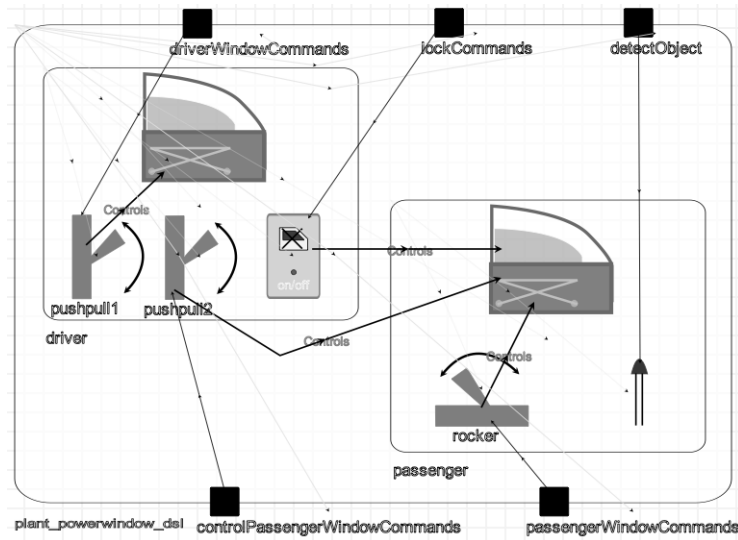 driverWindowCommands
lockCommands
detectObject
Controls
pushpull1
pushpull2
on/off
driver
Controls
Controls
Controls
rocker
passenger
plant_powerwindow_dsl
controlPassengerWindowCommands
passengerWindowCommands